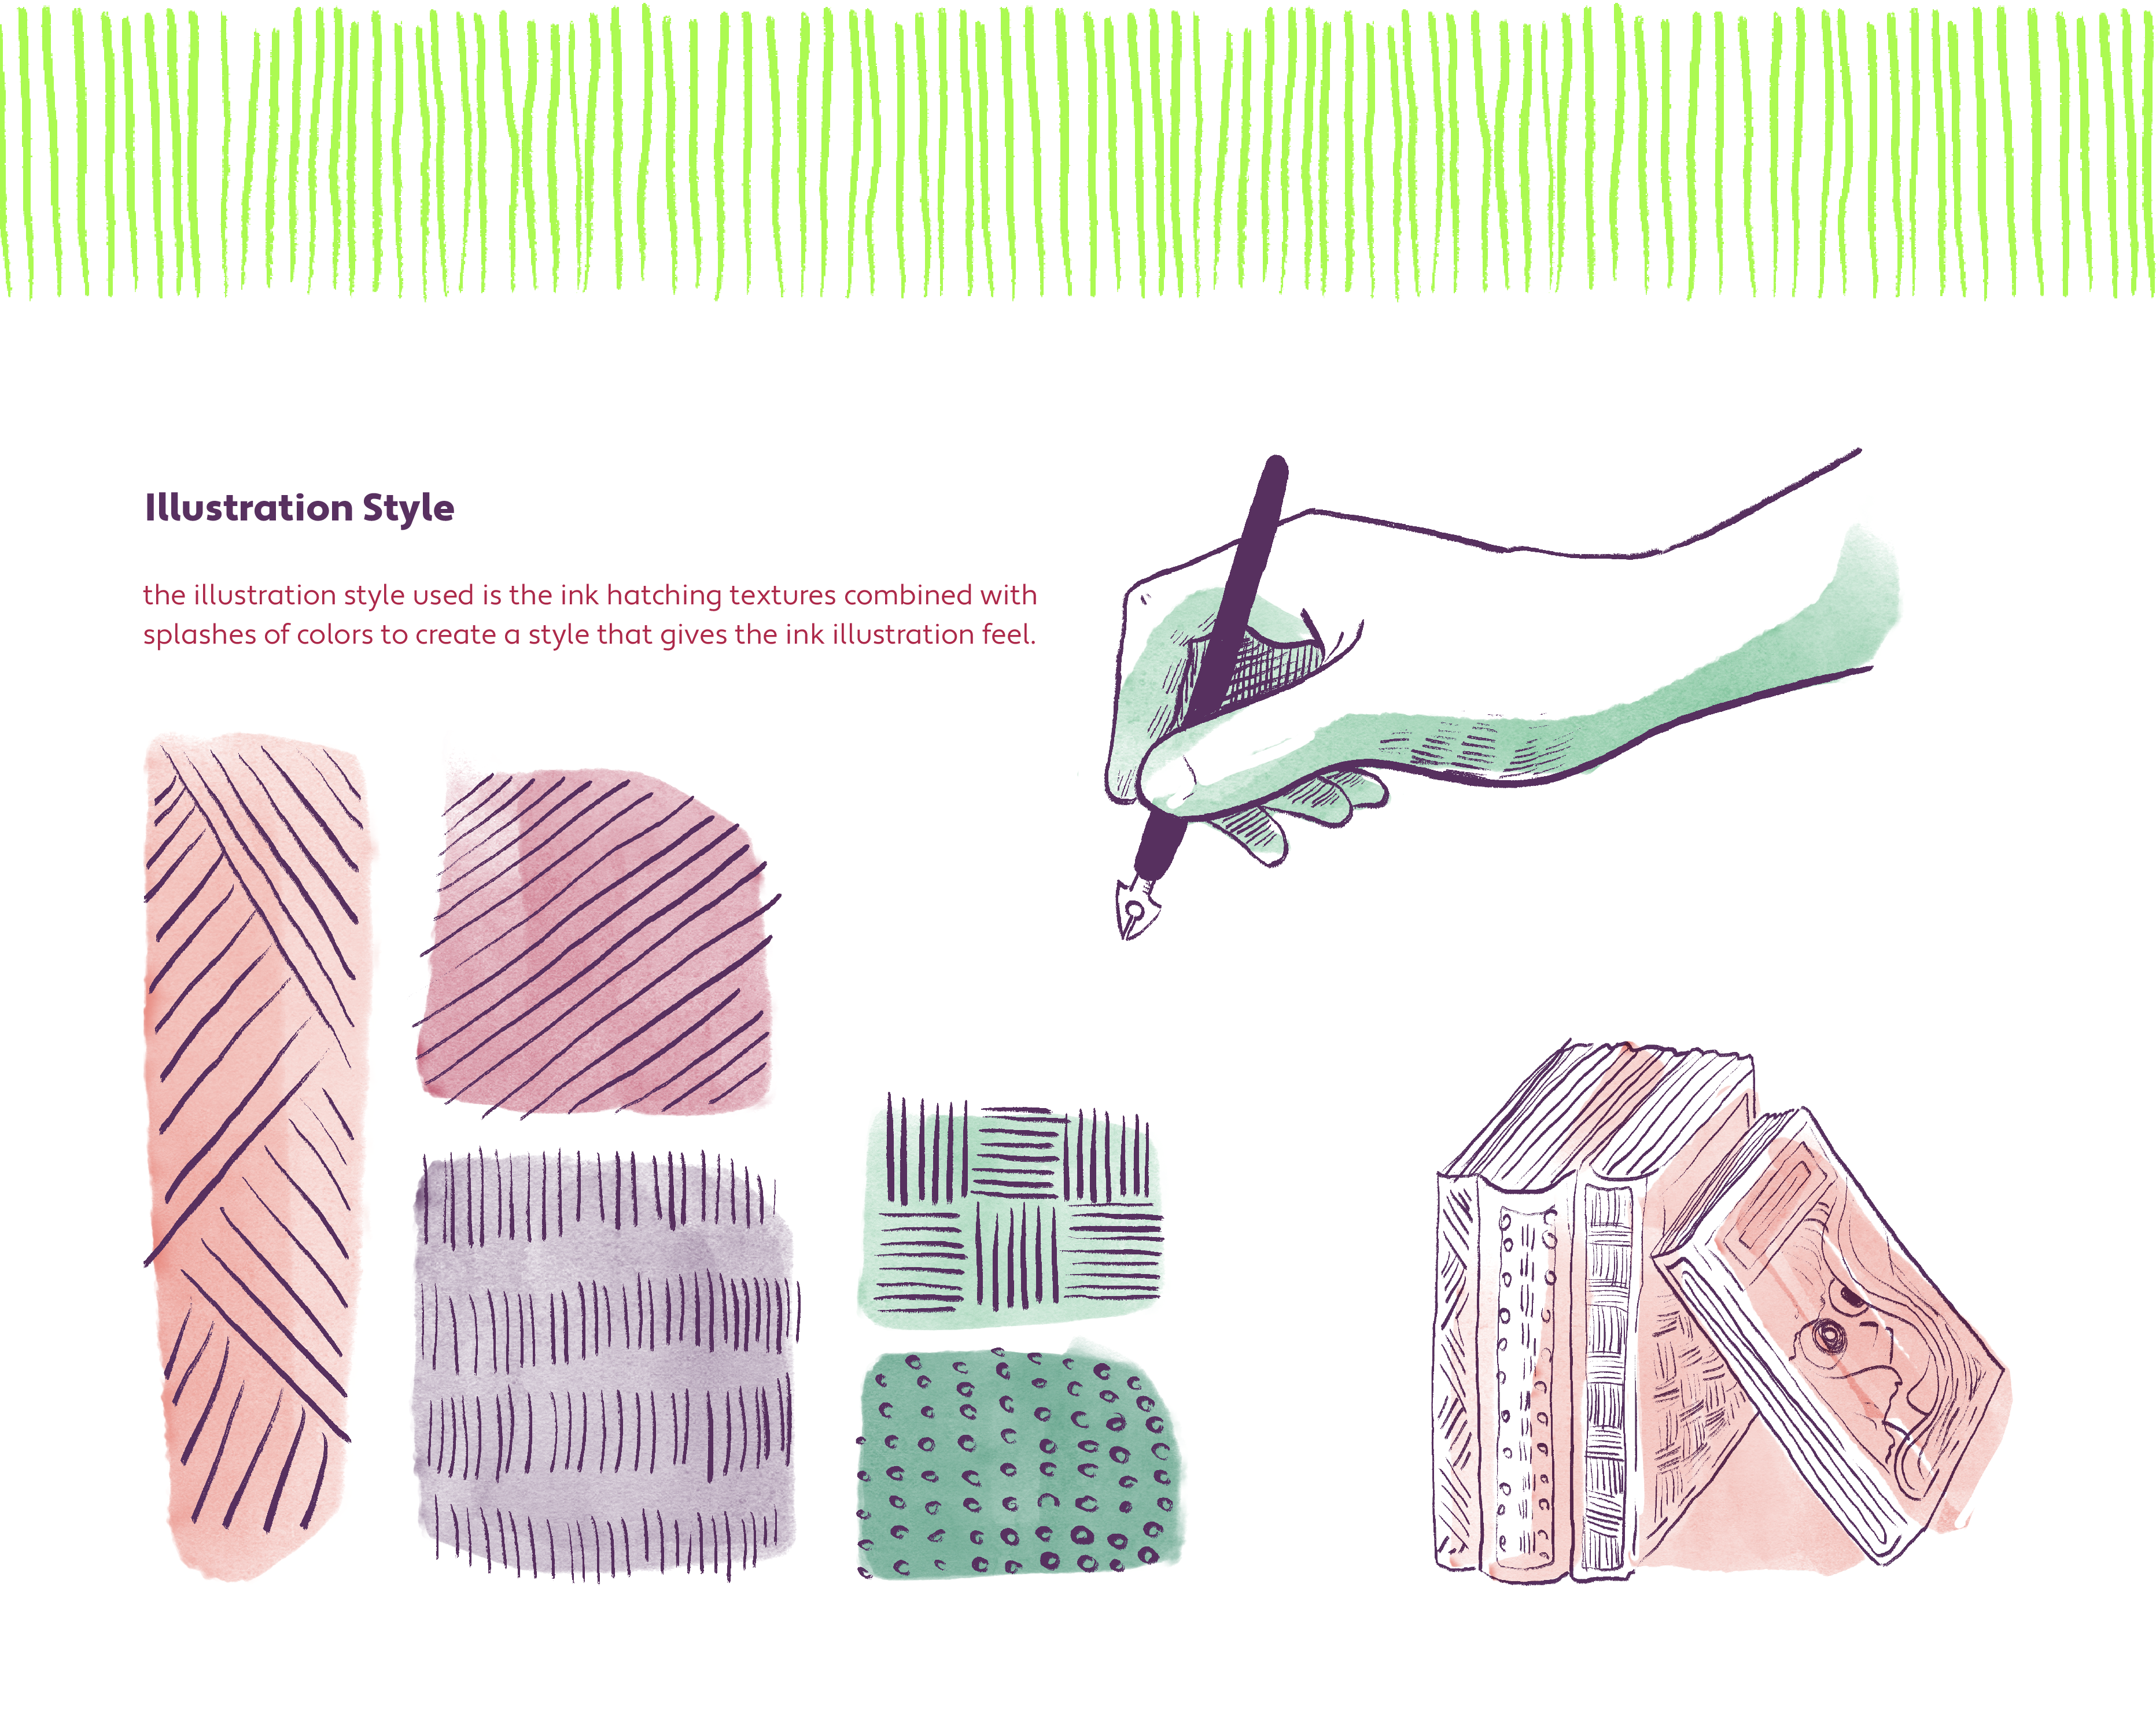 Illustration Style
the illustration style used is the ink hatching textures combined with
splashes of colors to create a style that gives the ink illustration feel.